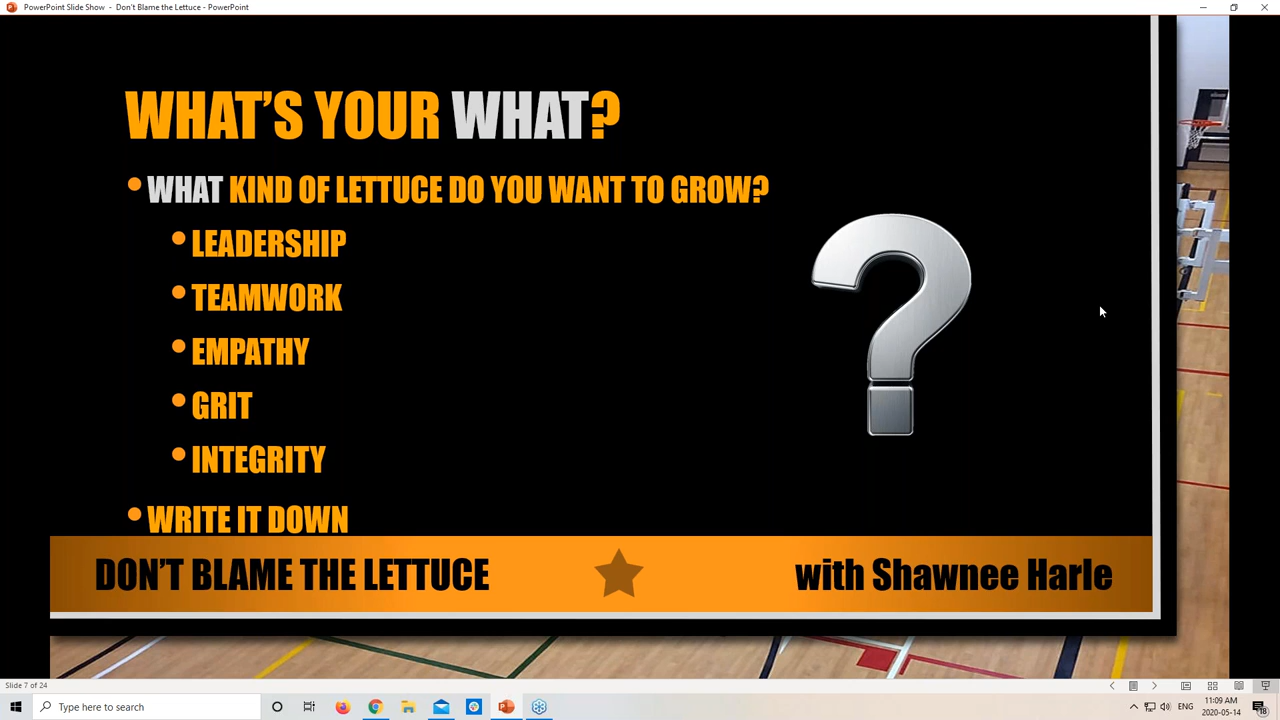 PowerPoint Slide Show - Don't Blame the Lettuce - PowerPoint
WHAT'S YOUR WHAT?
• WHAT KIND OF LETTUCE DO YOU WANT TO GROW?
• LEADERSHIP
• TEAMWORK
• EMPATHY
• GRIT
• INTEGRITY
• WRITE IT DOWN
?
DON'T BLAME THE LETTUCE
with Shawnee Harle
Slide 7 of 24
Type here to search
ENG
11:09 AM
2020-05-14
18